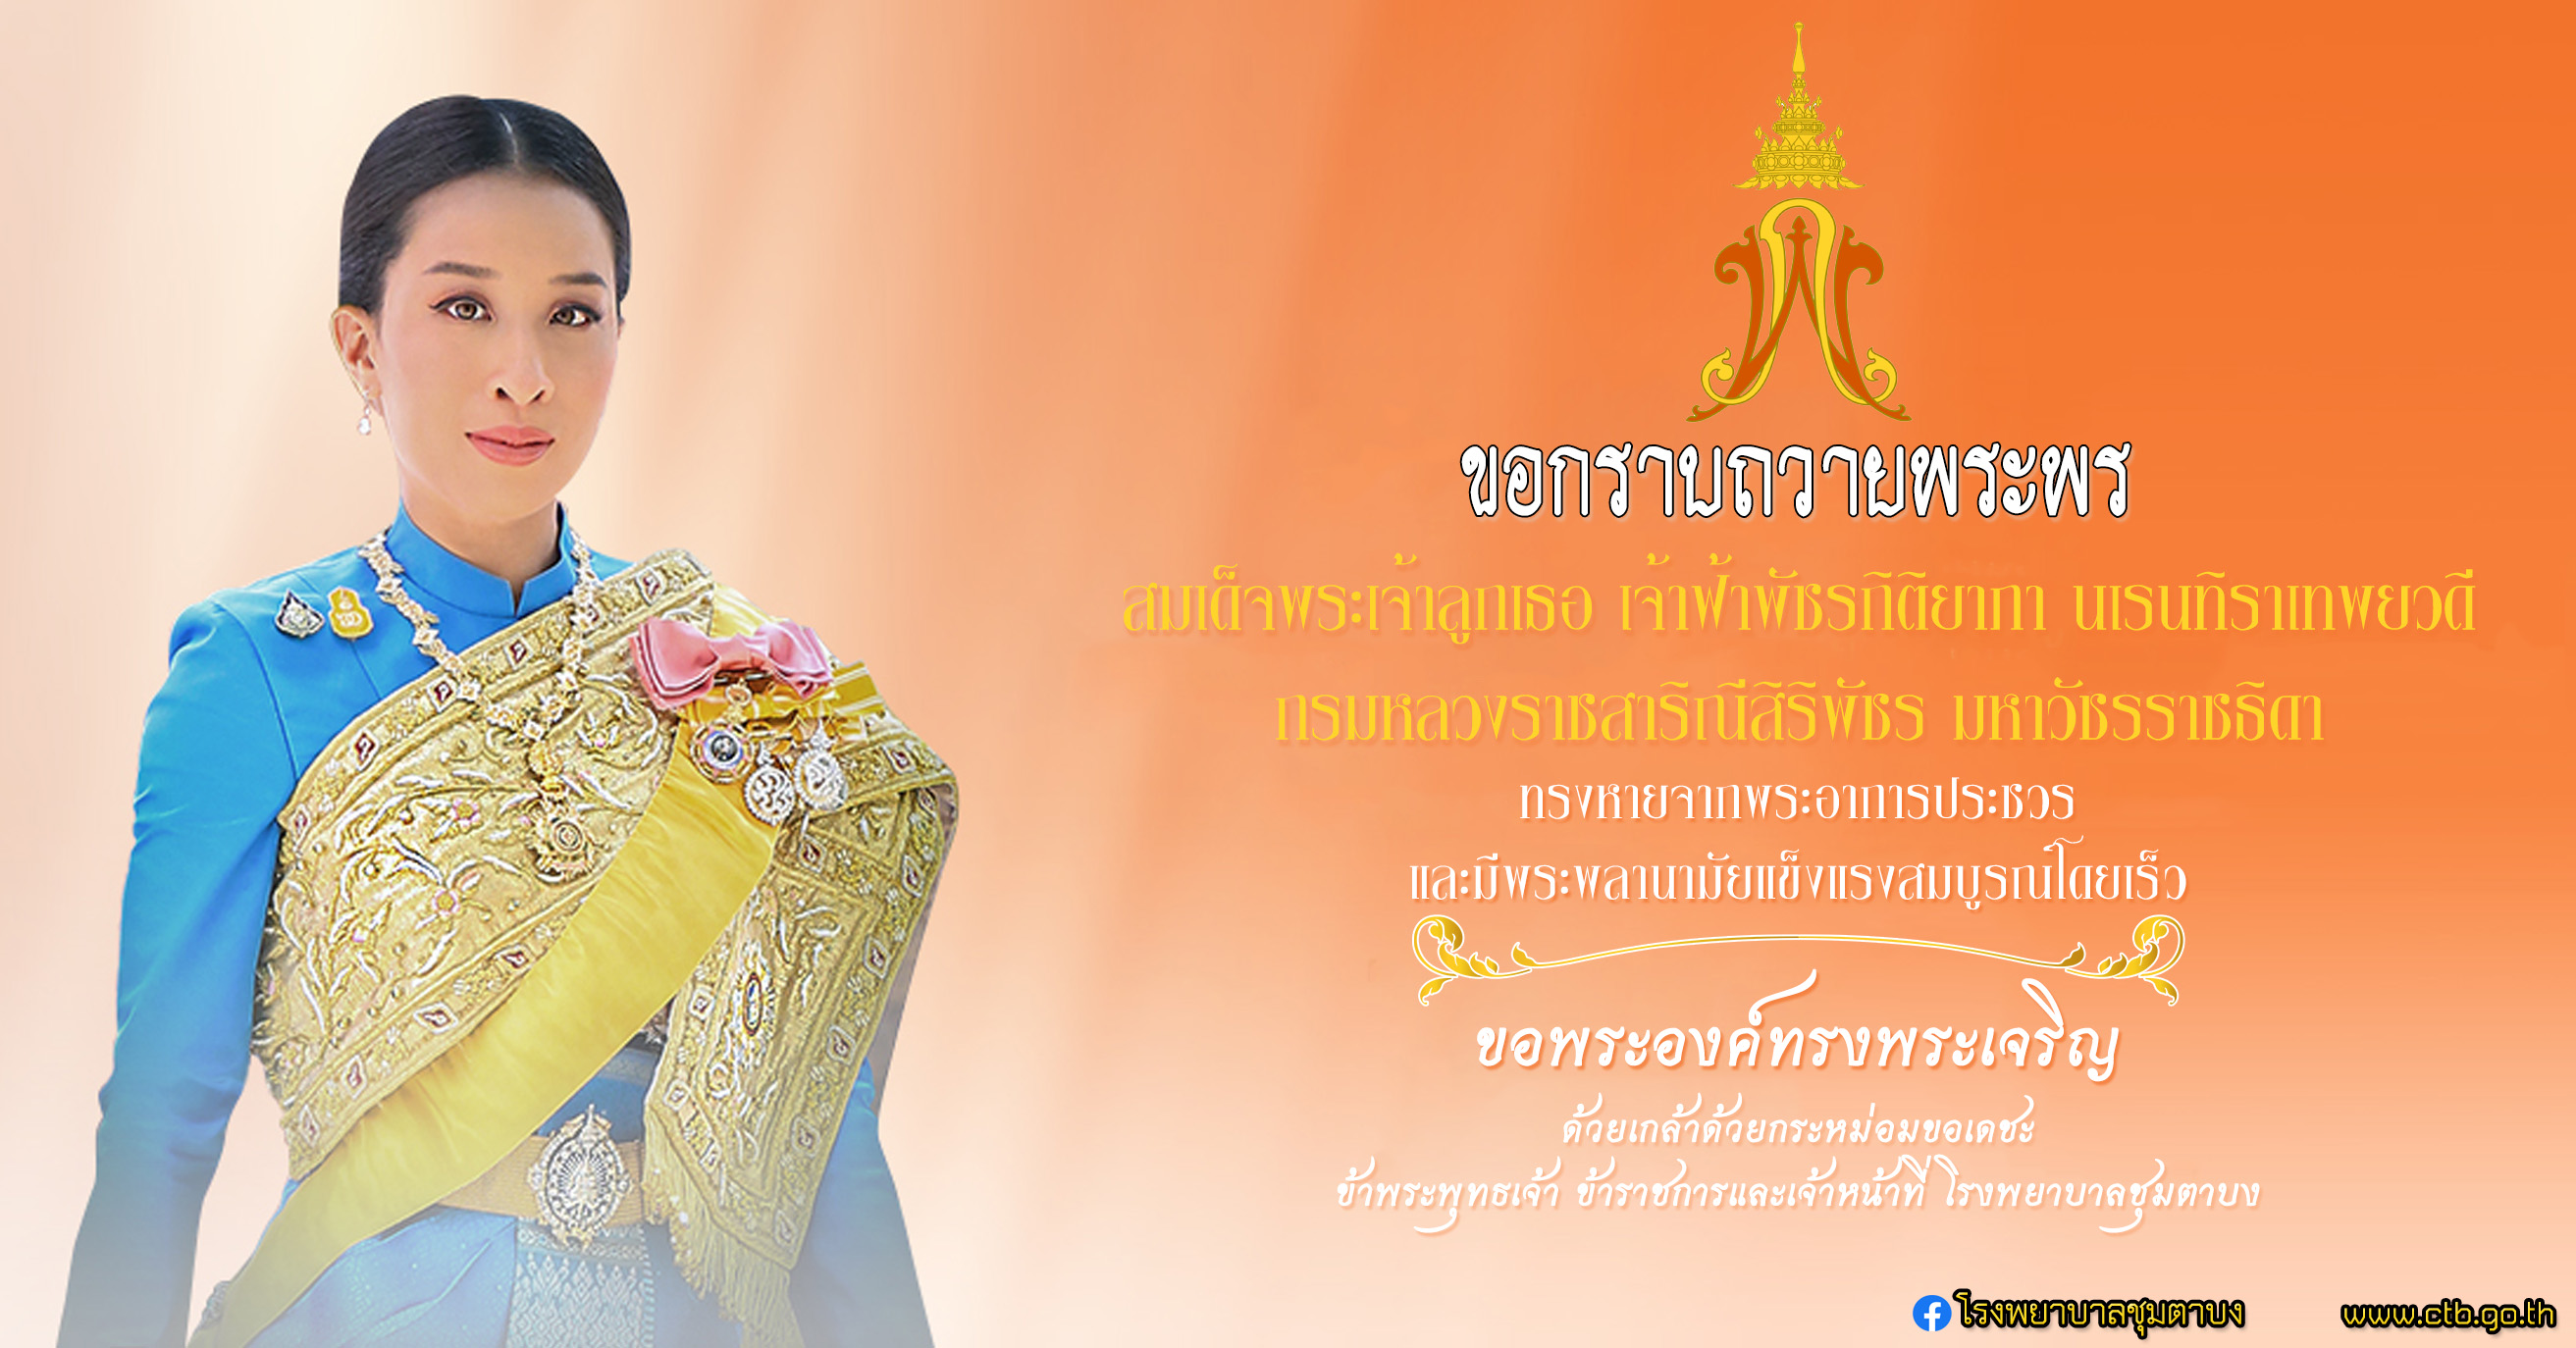 ขอกราบถวายพระพร
สมเด็จพระเจ้าลูกเธอ เจ้าฟ้าพัชรกิติยาภา นเรนทิราเทพยวดี
กรมหลวงราชสาริณีสิริพัชร มหาวัชรราชธิดา
ทรงหายจากพระอาการประชวร
และมีพระพลานามัยแข็งแรงสมบูรณ์โดยเร็ว
ขอพระองค์ทรงพระเจริญ
ด้วยเกล้าด้วยกระหม่อมขอเดชะ
ข้าพระพุทธเจ้า ข้าราชการและเจ้าหน้าที่ โรงพยาบาลชุมตาบง
โรงพยาบาลชุมตาบง
www.ctb.go.th